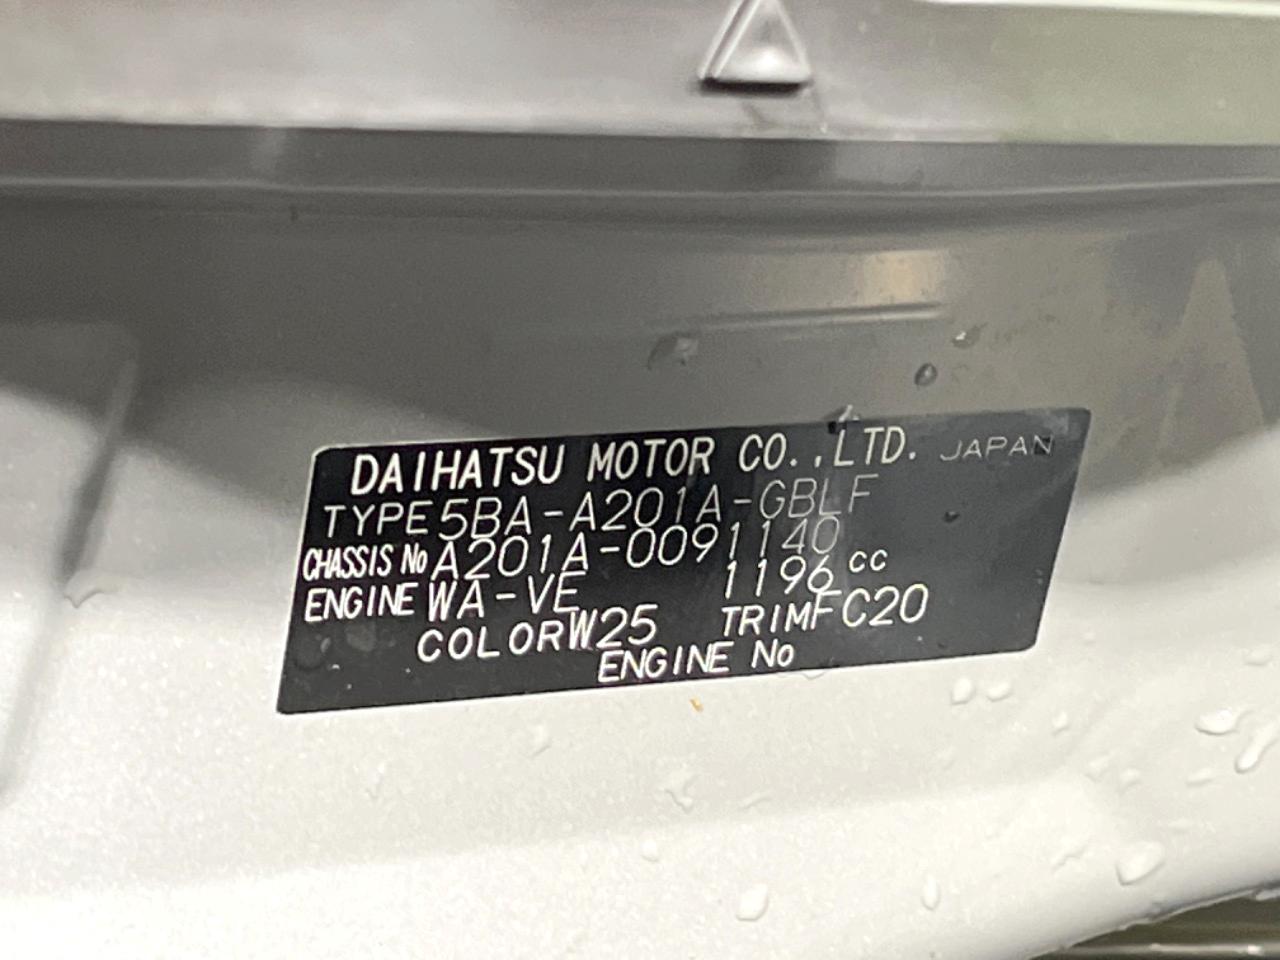 DAIHATSU MOTOR CO.,LTD. JAPAN
TYPE 5BA-A201A-GBLF
CHASSIS No A201A-0091140
ENGINE WA-VE 1196 cc
COLOR W25 TRIM FC20
ENGINE No